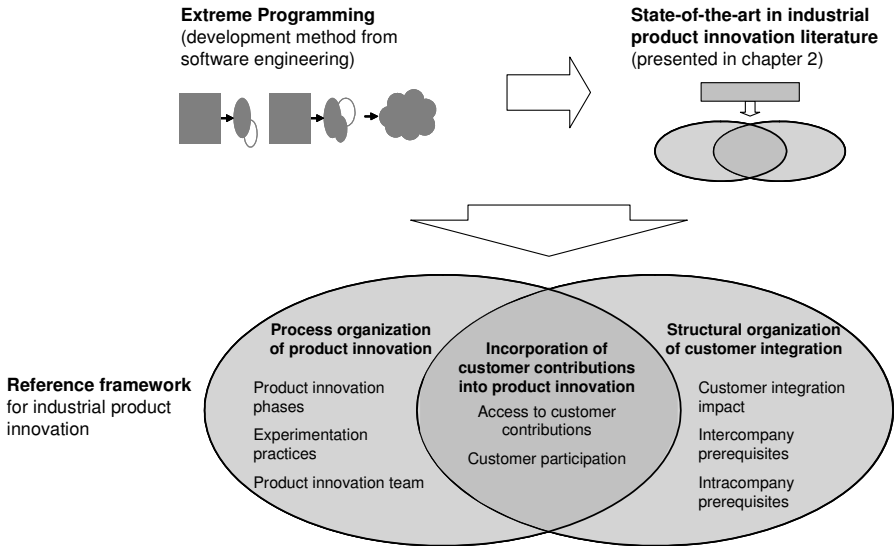 Extreme Programming
(development method from
software engineering)
State-of-the-art in industrial
product innovation literature
(presented in chapter 2)
Reference framework
for industrial product
innovation
Process organization
of product innovation
Product innovation
phases
Experimentation
practices
Product innovation team
Incorporation of
customer contributions
into product innovation
Access to customer
contributions
Customer participation
Structural organization
of customer integration
Customer integration
impact
Intercompany
prerequisites
Intracompany
prerequisites